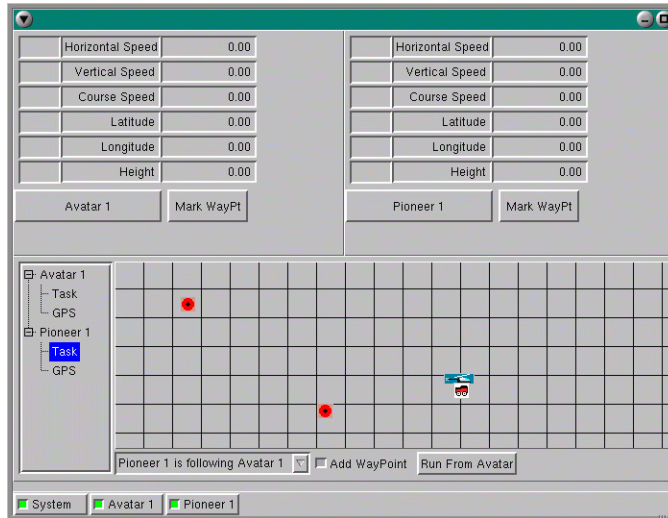 Horizontal Speed 0.00
Vertical Speed 0.00
Course Speed 0.00
Latitude 0.00
Longitude 0.00
Height 0.00
Avatar 1 Mark WayPt
Horizontal Speed 0.00
Vertical Speed 0.00
Course Speed 0.00
Latitude 0.00
Longitude 0.00
Height 0.00
Pioneer 1 Mark WayPt
Avatar 1
Task
GPS
Pioneer 1
Task
GPS
Pioneer 1 is following Avatar 1 Add WayPoint Run From Avatar
System Avatar 1 Pioneer 1